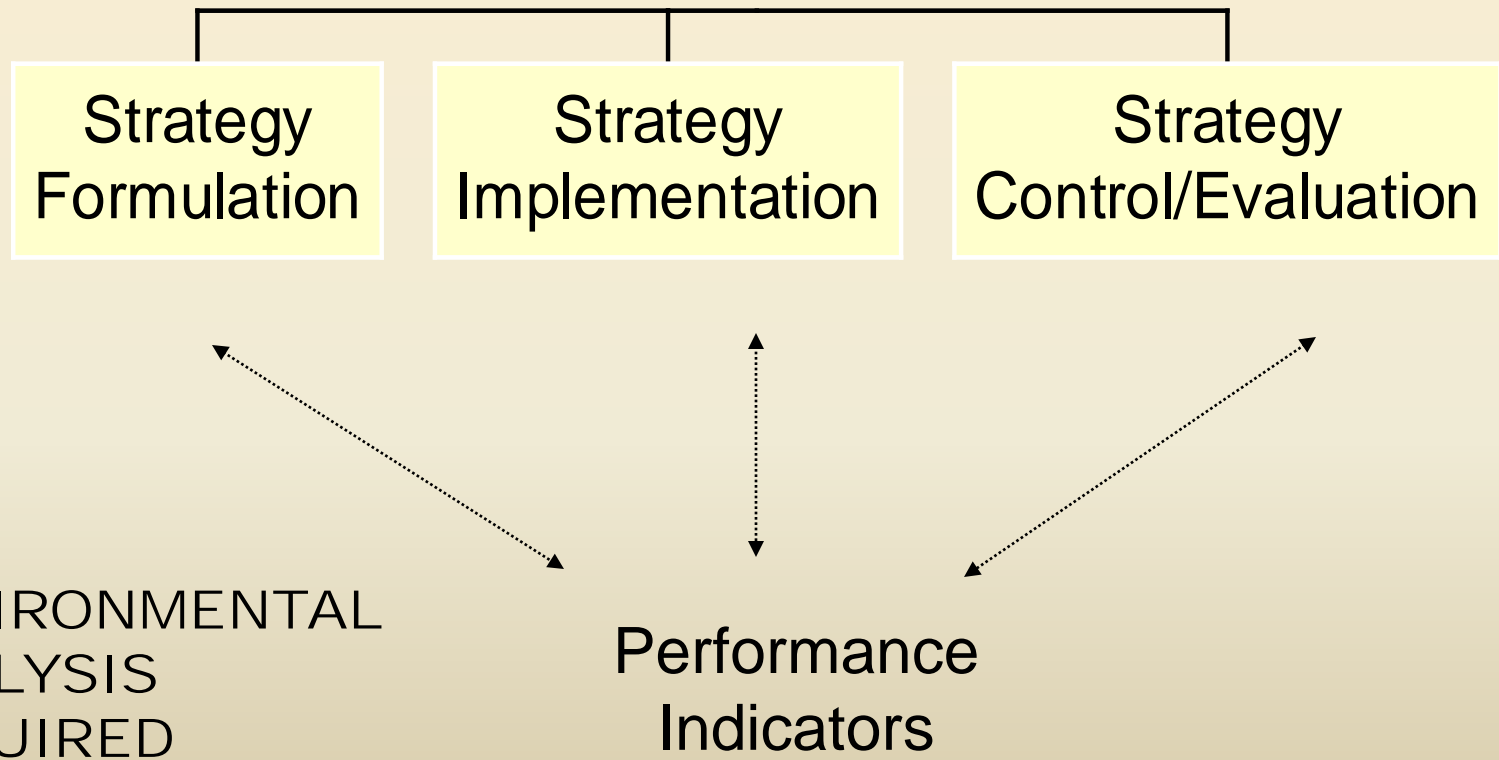 Strategy
Formulation
Strategy
Implementation
Strategy
Control/Evaluation
IRONMENTAL
LYSIS
UIRED
Performance
Indicators